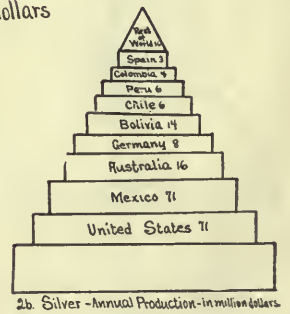 ollars
Rest
of
World 16
Spain 3
Colombia 4
Peru 6
Chile 6
Bolivia 14
Germany 8
Australia 16
Mexico 71
United States 71
2b. Silver - Annual Production - in million dollars